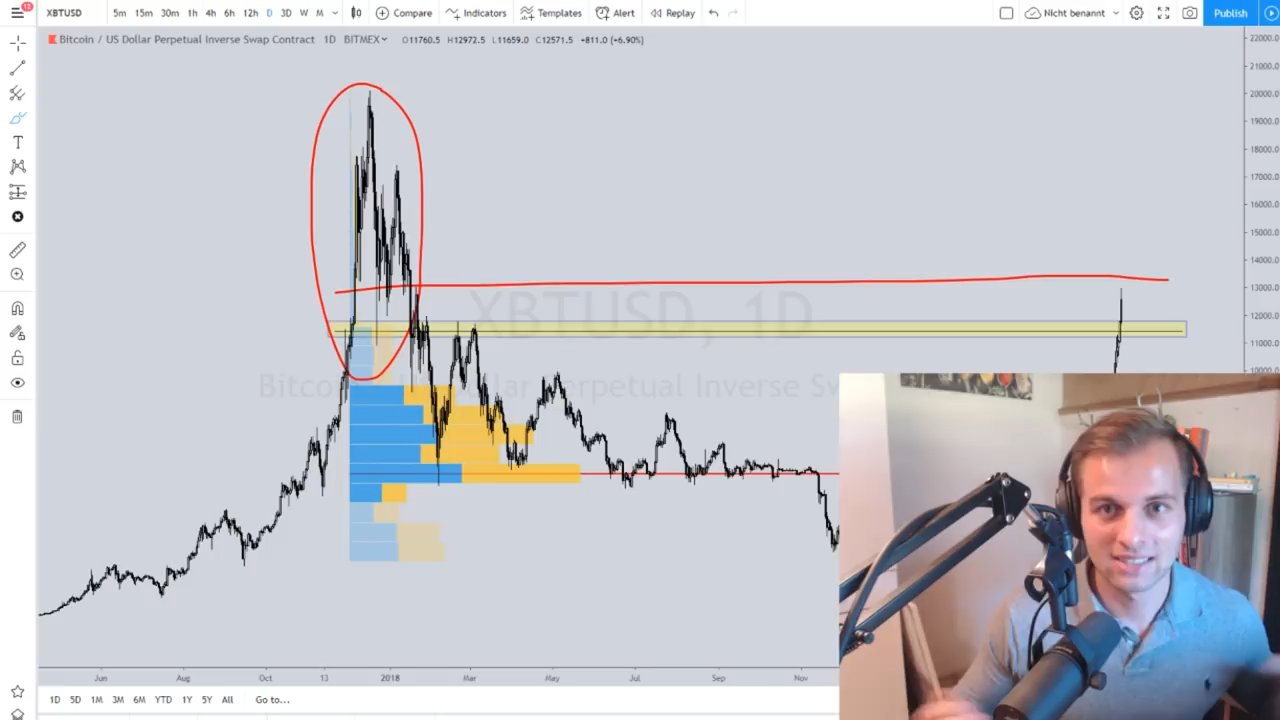 12
XBTUSD 5m 15m 30m 1h 4h 6h 12h D 3D W M Compare Indicators Templates Alert Replay Nicht benannt Publish
Bitcoin / US Dollar Perpetual Inverse Swap Contract 1D BITMEX O11760.5 H12972.5 L11659.0 C12571.5 +811.0 (+6.90%)
22000.0
21000.0
20000.0
19000.0
18000.0
17000.0
16000.0
15000.0
14000.0
13000.0
12000.0
11000.0
10000.0
XBTUSD, 1D
Bitcoin Dollar Perpetual Inverse Sw
Jun Aug Oct 13 2018 Mar May Jul Sep Nov
1D 5D 1M 3M 6M YTD 1Y 5Y All Go to...